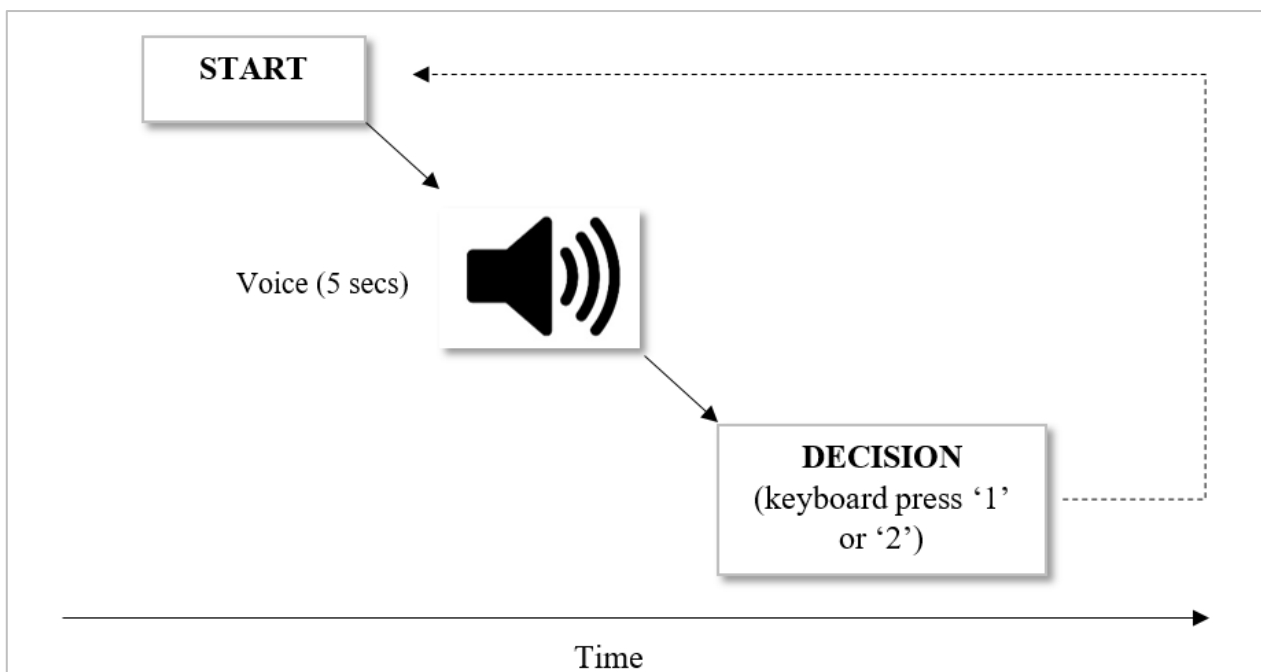 START
Voice (5 secs)
DECISION
(keyboard press ‘1’
or ‘2’)
Time